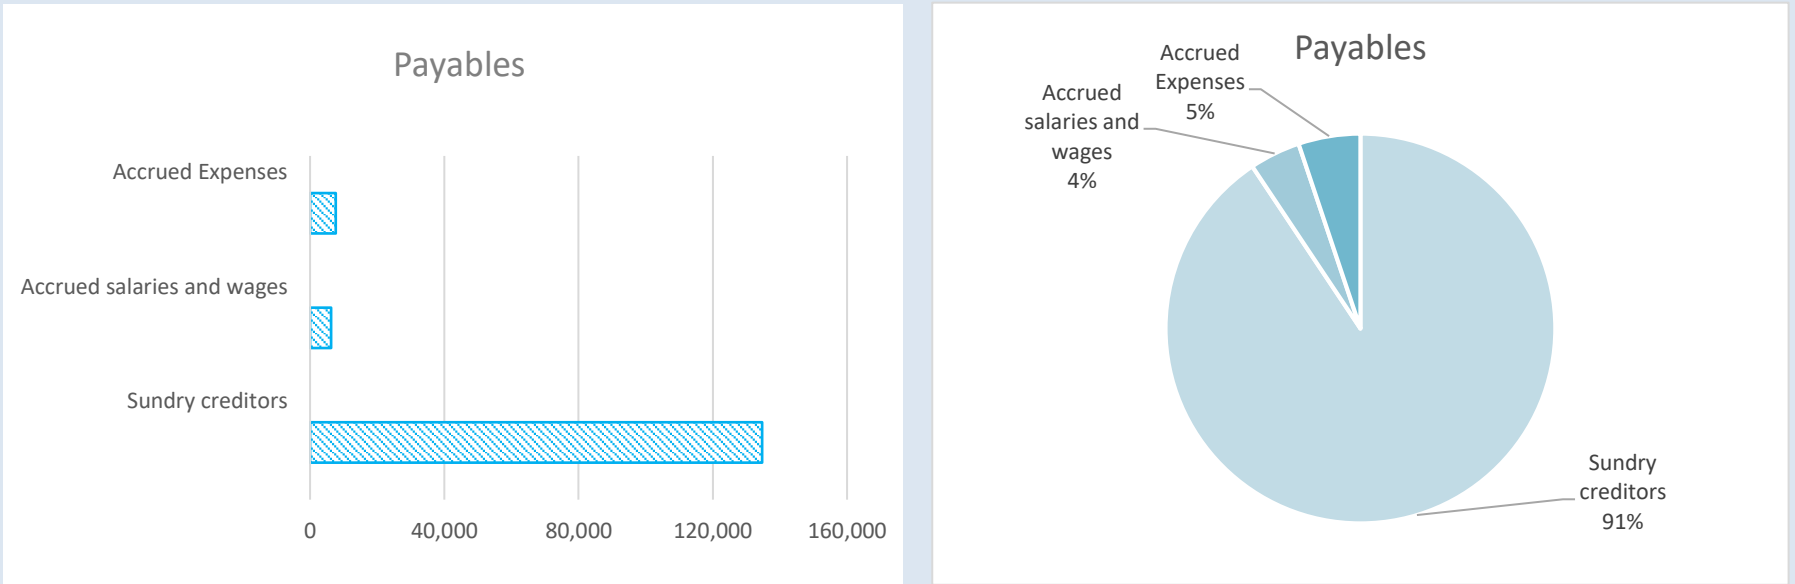 Payables
Accrued Expenses
Accrued salaries and wages
Sundry creditors
0
40,000
80,000
120,000
160,000
Payables
Accrued
Expenses
5%
Accrued
salaries and
wages
4%
Sundry
creditors
91%